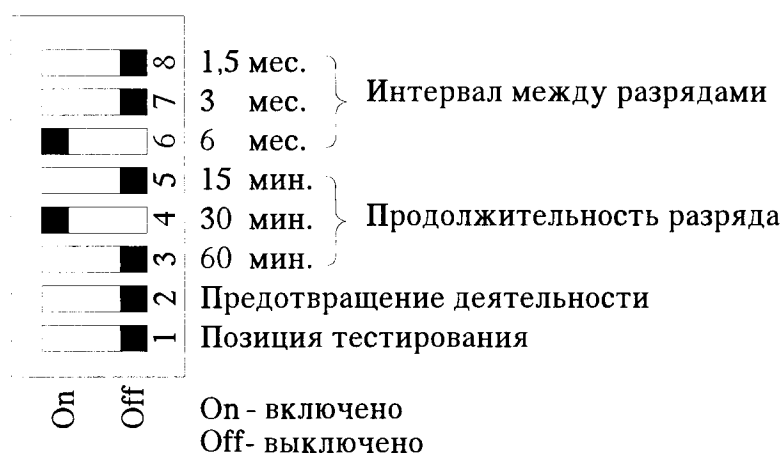 8 1,5 мес.
7 3 мес. Интервал между разрядами
6 6 мес.
5 15 мин.
4 30 мин. Продолжительность разряда
3 60 мин.
2 Предотвращение деятельности
1 Позиция тестирования
On Off
On - включено
Off- выключено